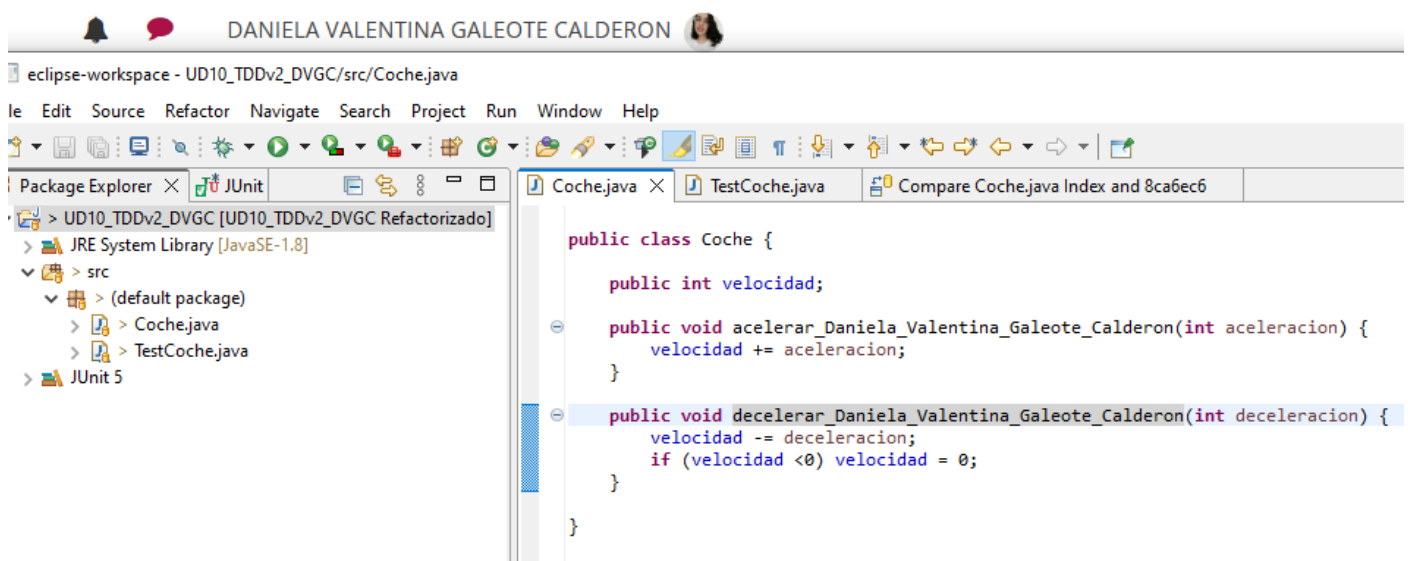 DANIELA VALENTINA GALEOTE CALDERON
eclipse-workspace - UD10_TDDv2_DVGC/src/Coche.java
le Edit Source Refactor Navigate Search Project Run Window Help
Package Explorer JUnit
> UD10_TDDv2_DVGC [UD10_TDDv2_DVGC Refactorizado]
JRE System Library [JavaSE-1.8]
> src
> (default package)
> Coche.java
> TestCoche.java
JUnit 5
Coche.java TestCoche.java Compare Coche.java Index and 8ca6ec6
public class Coche {
public int velocidad;
public void acelerar_Daniela_Valentina_Galeote_Calderon(int aceleracion) {
velocidad += aceleracion;
}
public void decelerar_Daniela_Valentina_Galeote_Calderon(int deceleracion) {
velocidad -= deceleracion;
if (velocidad <0) velocidad = 0;
}
}